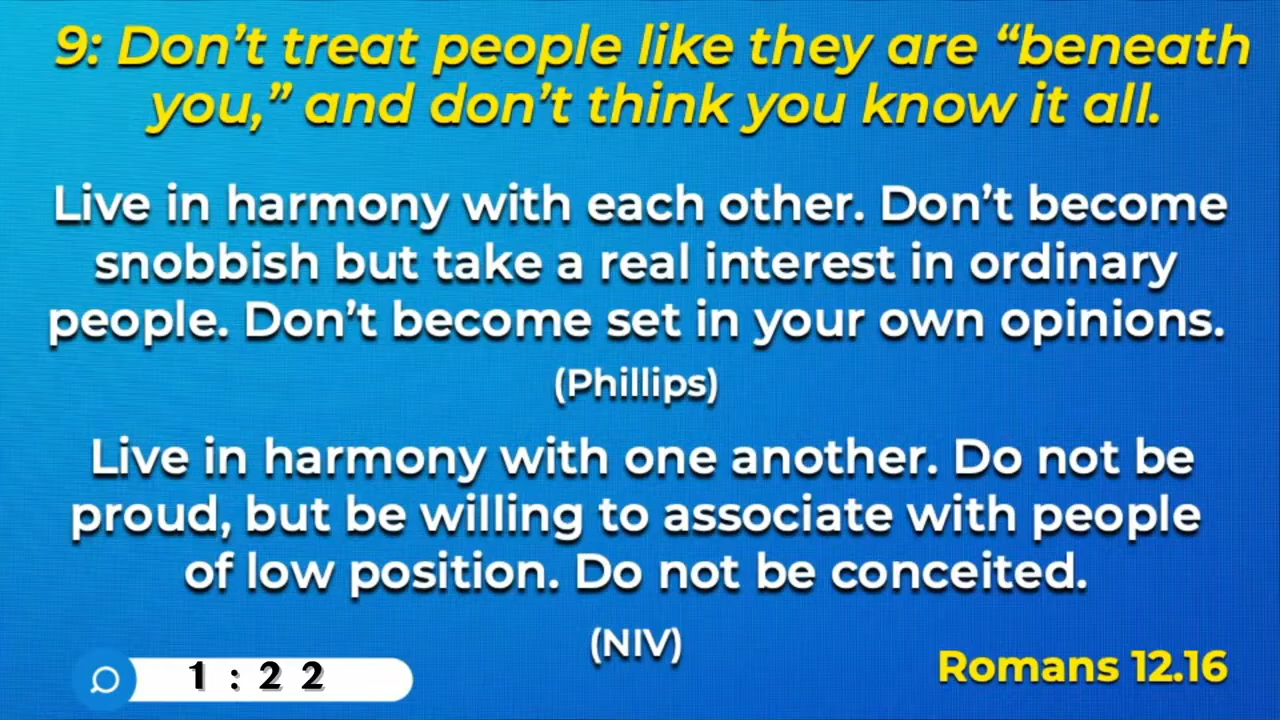 9: Don’t treat people like they are “beneath
you,” and don’t think you know it all.
Live in harmony with each other. Don’t become
snobbish but take a real interest in ordinary
people. Don’t become set in your own opinions.
(Phillips)
Live in harmony with one another. Do not be
proud, but be willing to associate with people
of low position. Do not be conceited.
(NIV)
1:22
Romans 12.16